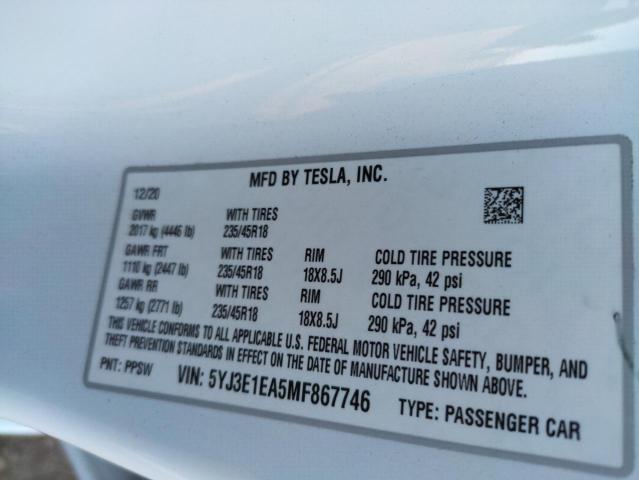 MFD BY TESLA, INC.
12/20
GVWR WITH TIRES
2017 kg (4446 lb) 235/45R18
GAWR FRT WITH TIRES RIM COLD TIRE PRESSURE
1110 kg (2447 lb) 235/45R18 18X8.5J 290 kPa, 42 psi
GAWR RR WITH TIRES RIM COLD TIRE PRESSURE
1257 kg (2771 lb) 235/45R18 18X8.5J 290 kPa, 42 psi
THIS VEHICLE CONFORMS TO ALL APPLICABLE U.S. FEDERAL MOTOR VEHICLE SAFETY, BUMPER, AND
THEFT PREVENTION STANDARDS IN EFFECT ON THE DATE OF MANUFACTURE SHOWN ABOVE.
PNT: PPSW VIN: 5YJ3E1EA5MF867746 TYPE: PASSENGER CAR